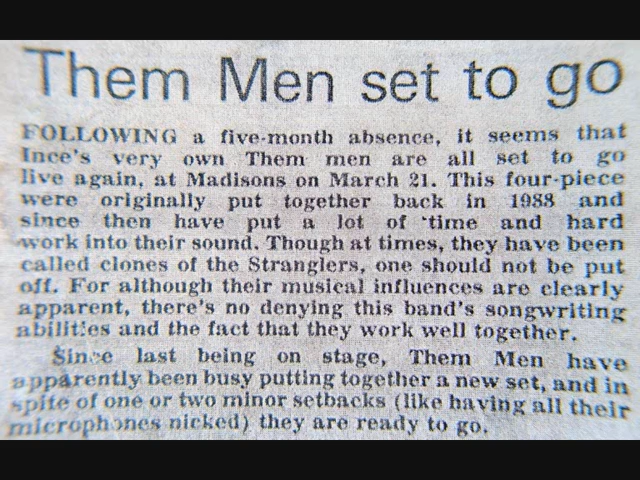 Them Men set to go
FOLLOWING a five-month absence, it seems that
Ince's very own Them men are all set to go
live again, at Madisons on March 21. This four-piece
were originally put together back in 1988 and
since then have put a lot of 'time and hard
work into their sound. Though at times, they have been
called clones of the Stranglers, one should not be put
off. For although their musical influences are clearly
apparent, there's no denying this band's songwriting
abilities and the fact that they work well together.
Since last being on stage, Them Men have
apparently been busy putting together a new set, and in
spite of one or two minor setbacks (like having all their
microphones nicked) they are ready to go.